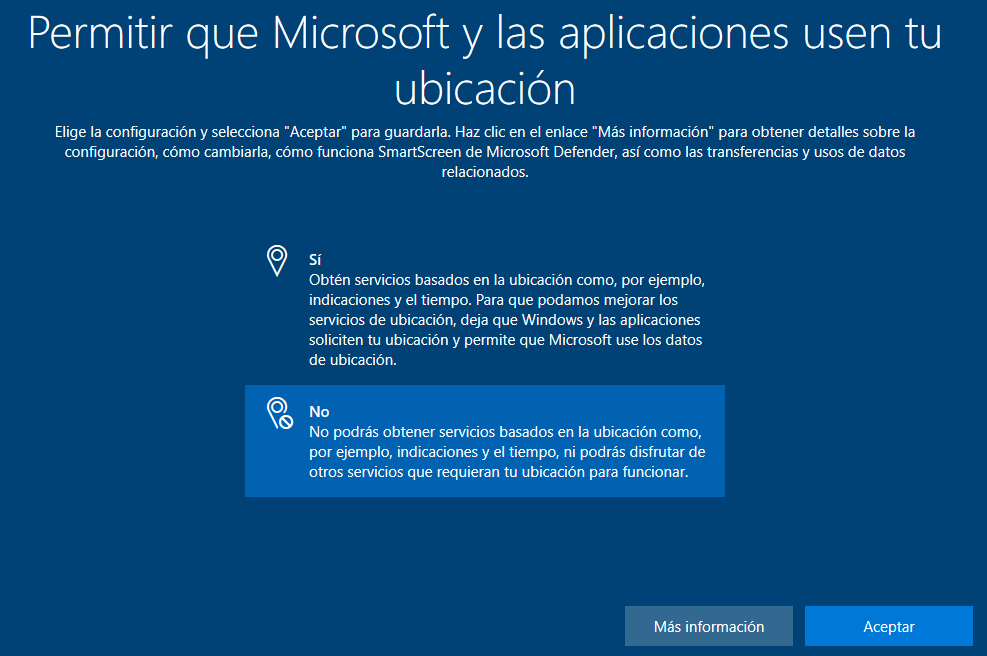 Permitir que Microsoft y las aplicaciones usen tu
ubicación
Elige la configuración y selecciona "Aceptar" para guardarla. Haz clic en el enlace "Más información" para obtener detalles sobre la
configuración, cómo cambiarla, cómo funciona SmartScreen de Microsoft Defender, así como las transferencias y usos de datos
relacionados.
Sí
Obtén servicios basados en la ubicación como, por ejemplo,
indicaciones y el tiempo. Para que podamos mejorar los
servicios de ubicación, deja que Windows y las aplicaciones
soliciten tu ubicación y permite que Microsoft use los datos
de ubicación.
No
No podrás obtener servicios basados en la ubicación como,
por ejemplo, indicaciones y el tiempo, ni podrás disfrutar de
otros servicios que requieran tu ubicación para funcionar.
Más información
Aceptar